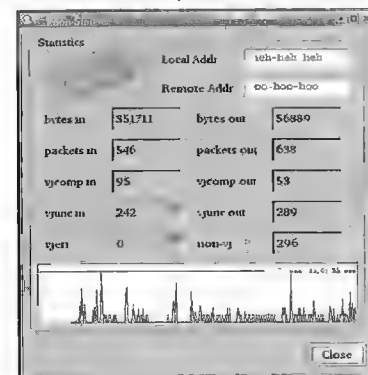 Statistics
Local Addr heh-heh heh
Remote Addr oo-hoo-hoo
bytes in 351711 bytes out 56889
packets in 546 packets out 638
vjcomp in 95 vjcomp out 53
vjunc in 242 vjunc out 289
vjerr 0 non-vj 296
Close